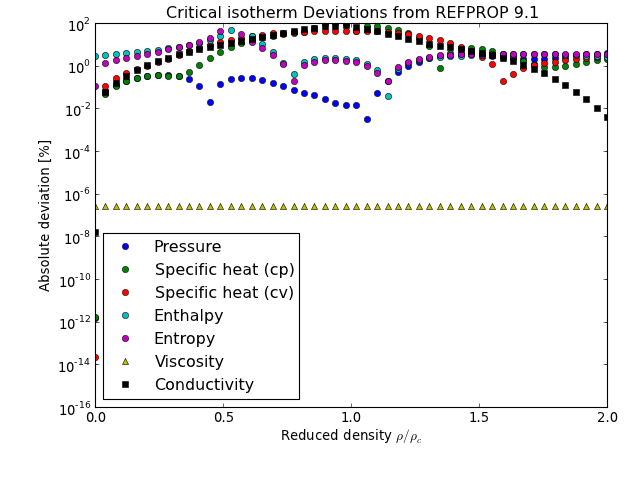 Critical isotherm Deviations from REFPROP 9.1
10^2
10^0
10^-2
10^-4
10^-6
10^-8
10^-10
10^-12
10^-14
10^-16
Absolute deviation [%]
Pressure
Specific heat (cp)
Specific heat (cv)
Enthalpy
Entropy
Viscosity
Conductivity
0.0 0.5 1.0 1.5 2.0
Reduced density ρ/ρ_c